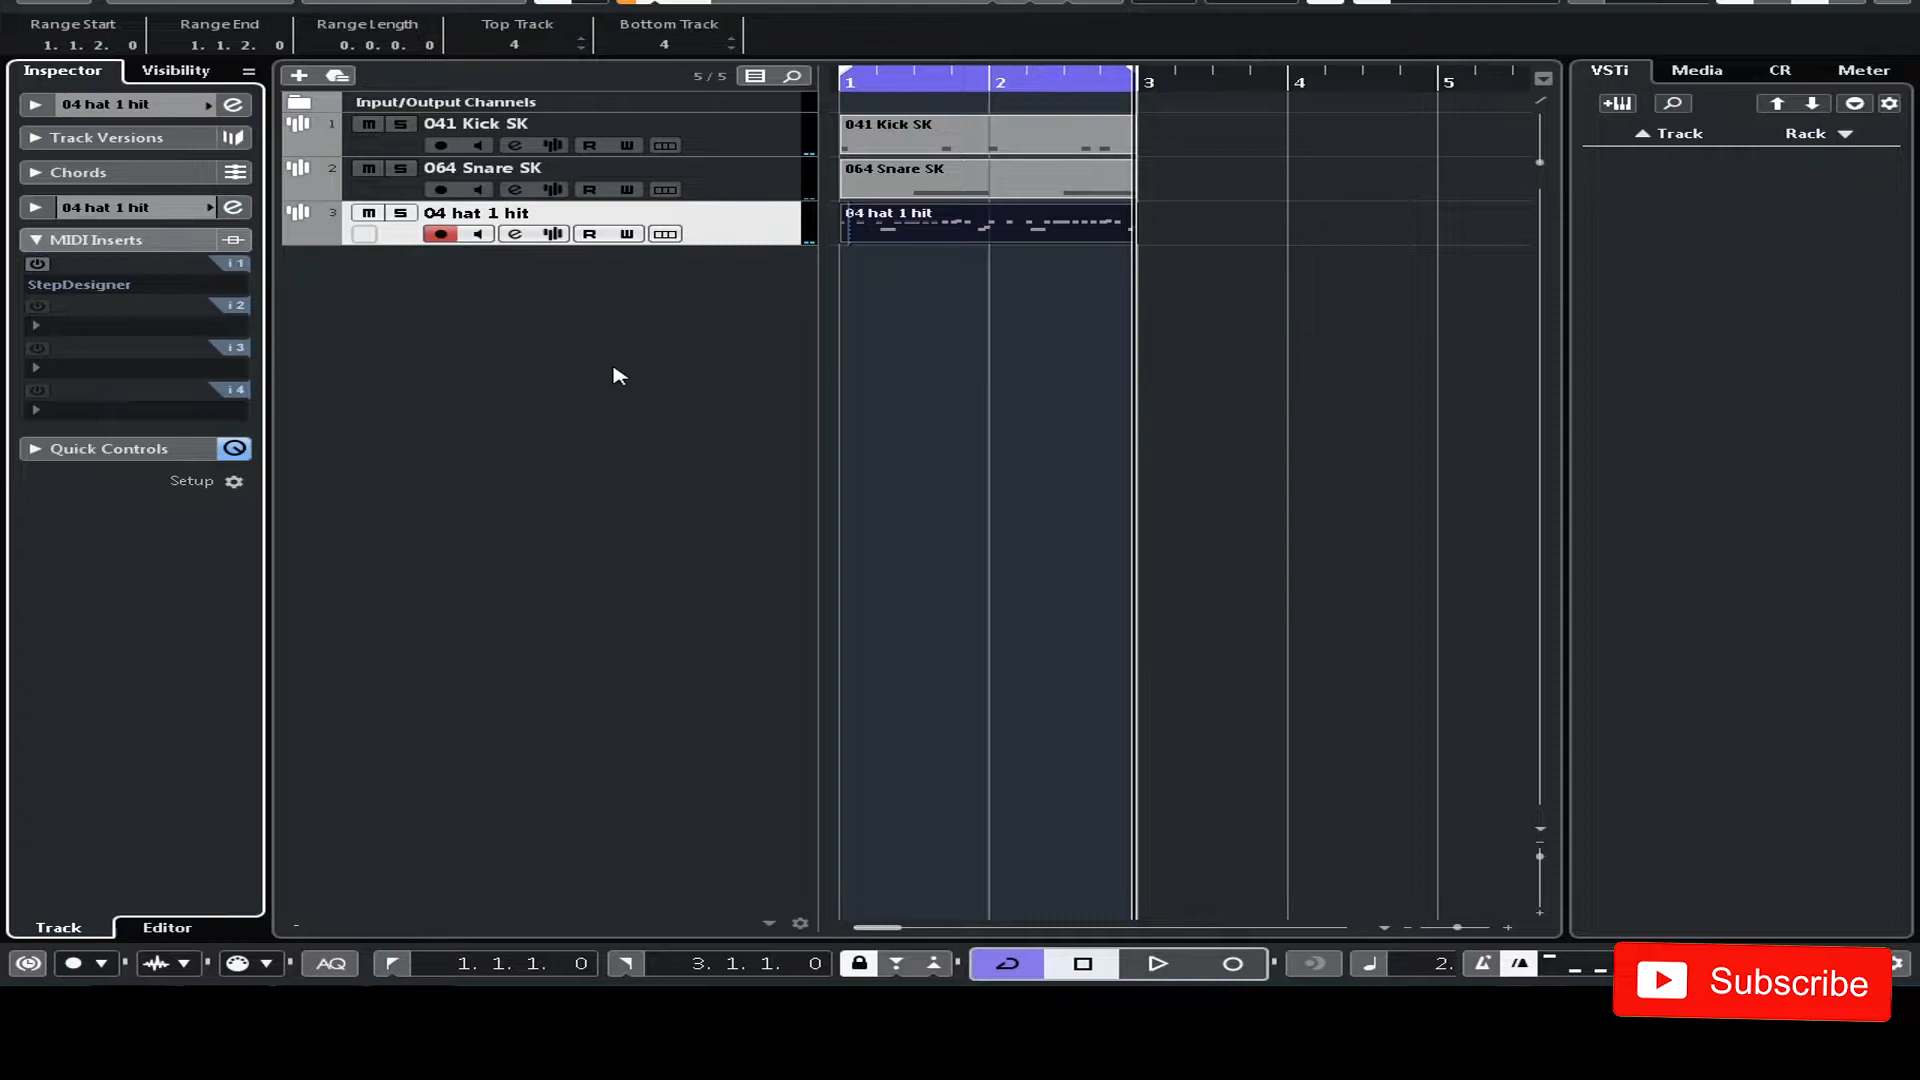 Range Start Range End Range Length Top Track Bottom Track
1. 1. 2. 0 1. 1. 2. 0 0. 0. 0. 0 4 4
Inspector Visibility 5 / 5 1 2 3 4 5 VSTi Media CR Meter
04 hat 1 hit Input/Output Channels
Track Rack
Track Versions 1 m S 041 Kick SK 041 Kick SK
R W
Chords 2 m S 064 Snare SK 064 Snare SK
R W
04 hat 1 hit 3 m S 04 hat 1 hit 04 hat 1 hit
R W
MIDI Inserts
i 1
StepDesigner
i 2
i 3
i 4
Quick Controls
Setup
Track Editor
AQ 1. 1. 1. 0 3. 1. 1. 0 2.
Subscribe